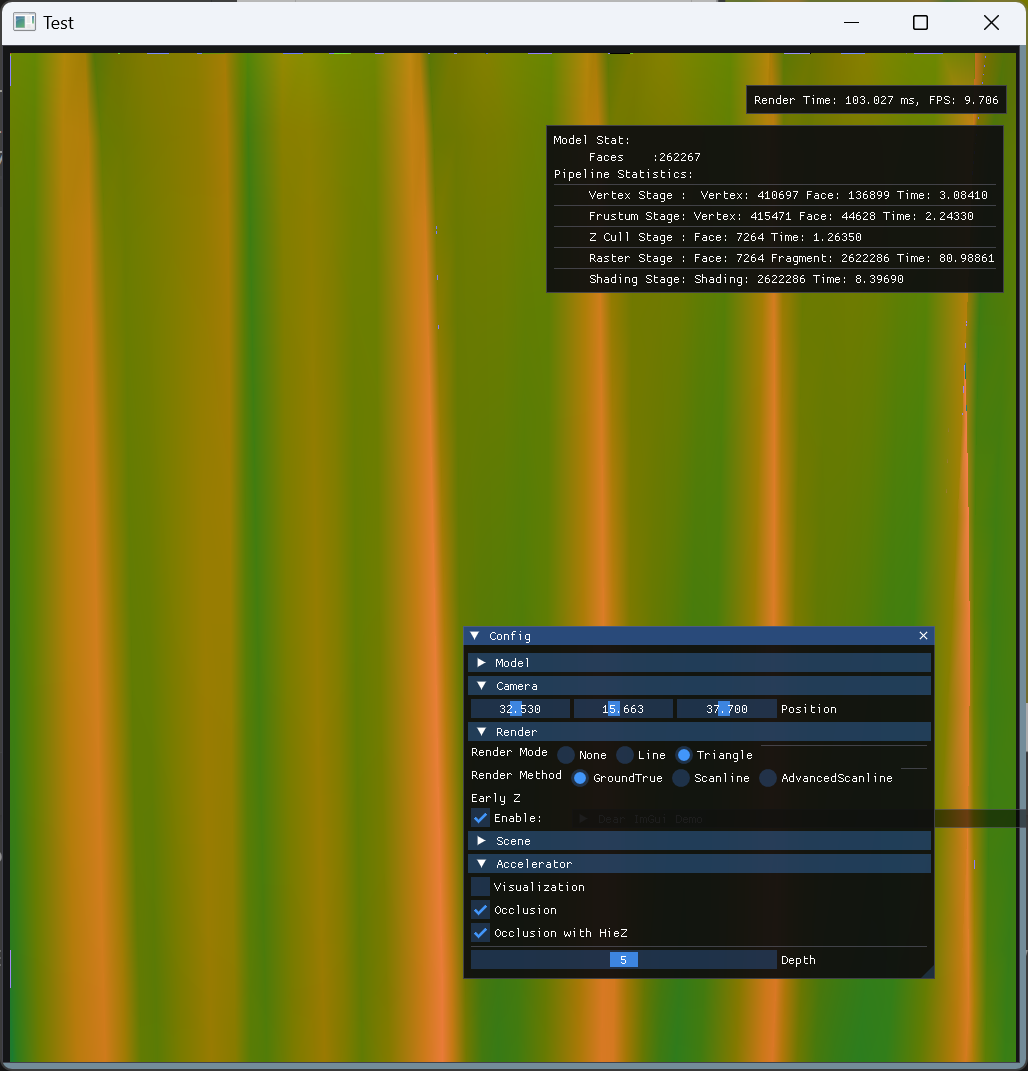 Test
Render Time: 103.027 ms, FPS: 9.706
Model Stat:
Faces :262267
Pipeline Statistics:
Vertex Stage : Vertex: 410697 Face: 136899 Time: 3.08410
Frustum Stage: Vertex: 415471 Face: 44628 Time: 2.24330
Z Cull Stage : Face: 7264 Time: 1.26350
Raster Stage : Face: 7264 Fragment: 2622286 Time: 80.98861
Shading Stage: Shading: 2622286 Time: 8.39690
Config
Model
Camera
32.530 15.663 37.700 Position
Render
Render Mode None Line Triangle
Render Method GroundTrue Scanline AdvancedScanline
Early Z
Enable: Dear ImGui Demo
Scene
Accelerator
Visualization
Occlusion
Occlusion with HieZ
5 Depth